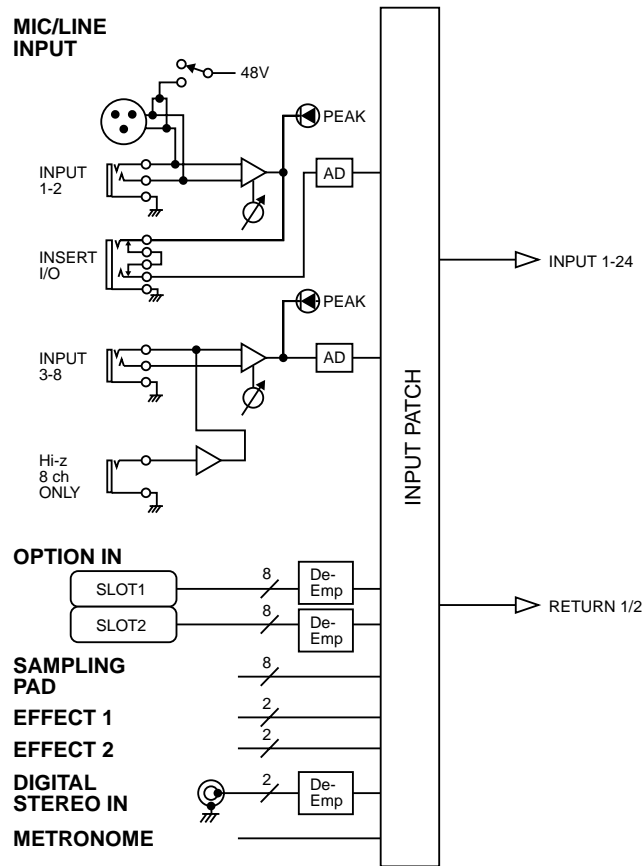 MIC/LINE
INPUT
48V
PEAK
INPUT
1-2
AD
INSERT
I/O
PEAK
INPUT
3-8
AD
Hi-z
8 ch
ONLY
INPUT PATCH
INPUT 1-24
RETURN 1/2
OPTION IN
SLOT1
8
De-
Emp
SLOT2
8
De-
Emp
SAMPLING
PAD
8
EFFECT 1
2
EFFECT 2
2
DIGITAL
STEREO IN
2
De-
Emp
METRONOME